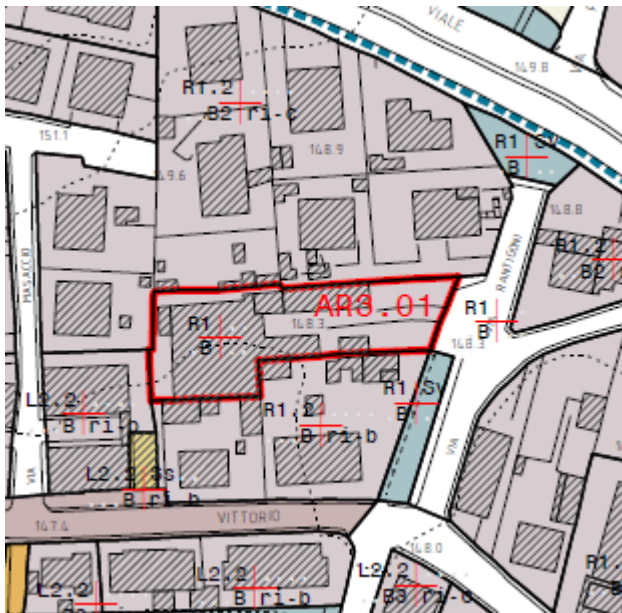 VIALE
149.8
R1.2
B2 ri-c
151.1
148.9
R1 Sv
B
49.6
148.8
R1.2
B2
MASACCIO
RANTIGONI
AR3.01
R1
B
148.3
R1
B
148.3
L2.2
B ri-b
R1.2
B ri-b
R1 Sv
B
L2.2 Ss
B ri b
VIA
VIA
VITTORIO
147.4
148.0
L2.2
L2.2
B ri-b
L2.2
B3 ri-c
R1.